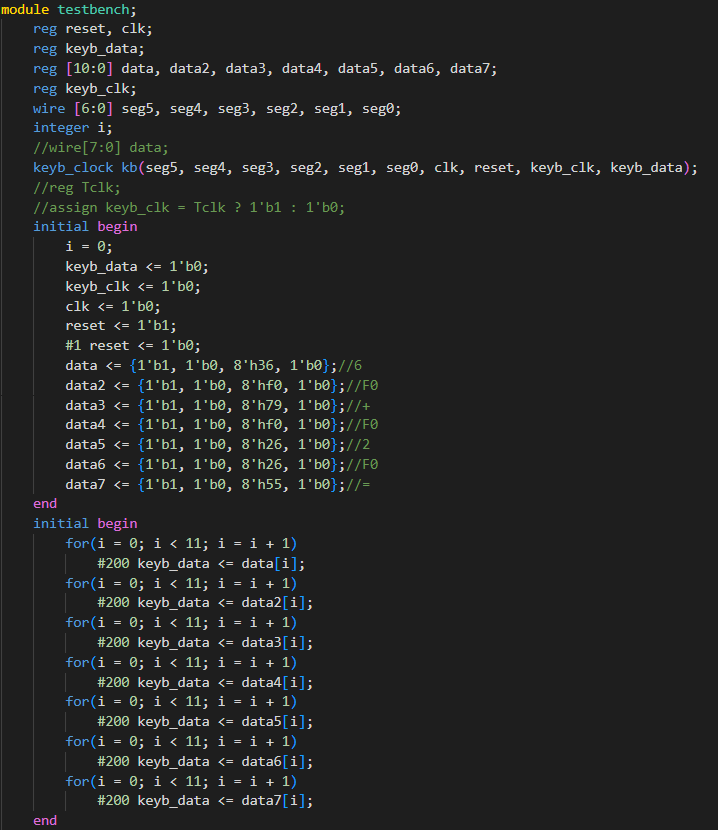 module testbench;
reg reset, clk;
reg keyb_data;
reg [10:0] data, data2, data3, data4, data5, data6, data7;
reg keyb_clk;
wire [6:0] seg5, seg4, seg3, seg2, seg1, seg0;
integer i;
//wire[7:0] data;
keyb_clock kb(seg5, seg4, seg3, seg2, seg1, seg0, clk, reset, keyb_clk, keyb_data);
//reg Tclk;
//assign keyb_clk = Tclk ? 1'b1 : 1'b0;
initial begin
i = 0;
keyb_data <= 1'b0;
keyb_clk <= 1'b0;
clk <= 1'b0;
reset <= 1'b1;
#1 reset <= 1'b0;
data <= {1'b1, 1'b0, 8'h36, 1'b0};//6
data2 <= {1'b1, 1'b0, 8'hf0, 1'b0};//F0
data3 <= {1'b1, 1'b0, 8'h79, 1'b0};//+
data4 <= {1'b1, 1'b0, 8'hf0, 1'b0};//F0
data5 <= {1'b1, 1'b0, 8'h26, 1'b0};//2
data6 <= {1'b1, 1'b0, 8'h26, 1'b0};//F0
data7 <= {1'b1, 1'b0, 8'h55, 1'b0};//=
end
initial begin
for(i = 0; i < 11; i = i + 1)
#200 keyb_data <= data[i];
for(i = 0; i < 11; i = i + 1)
#200 keyb_data <= data2[i];
for(i = 0; i < 11; i = i + 1)
#200 keyb_data <= data3[i];
for(i = 0; i < 11; i = i + 1)
#200 keyb_data <= data4[i];
for(i = 0; i < 11; i = i + 1)
#200 keyb_data <= data5[i];
for(i = 0; i < 11; i = i + 1)
#200 keyb_data <= data6[i];
for(i = 0; i < 11; i = i + 1)
#200 keyb_data <= data7[i];
end